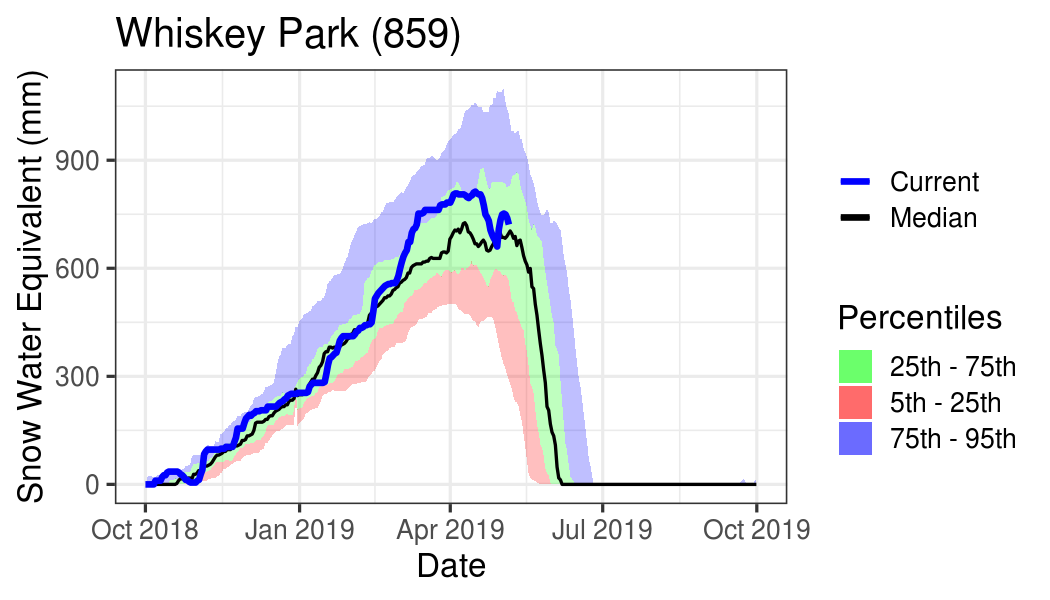 Whiskey Park (859)
Snow Water Equivalent (mm)
900
600
300
0
Oct 2018
Jan 2019
Apr 2019
Jul 2019
Oct 2019
Date
Current
Median
Percentiles
25th - 75th
5th - 25th
75th - 95th